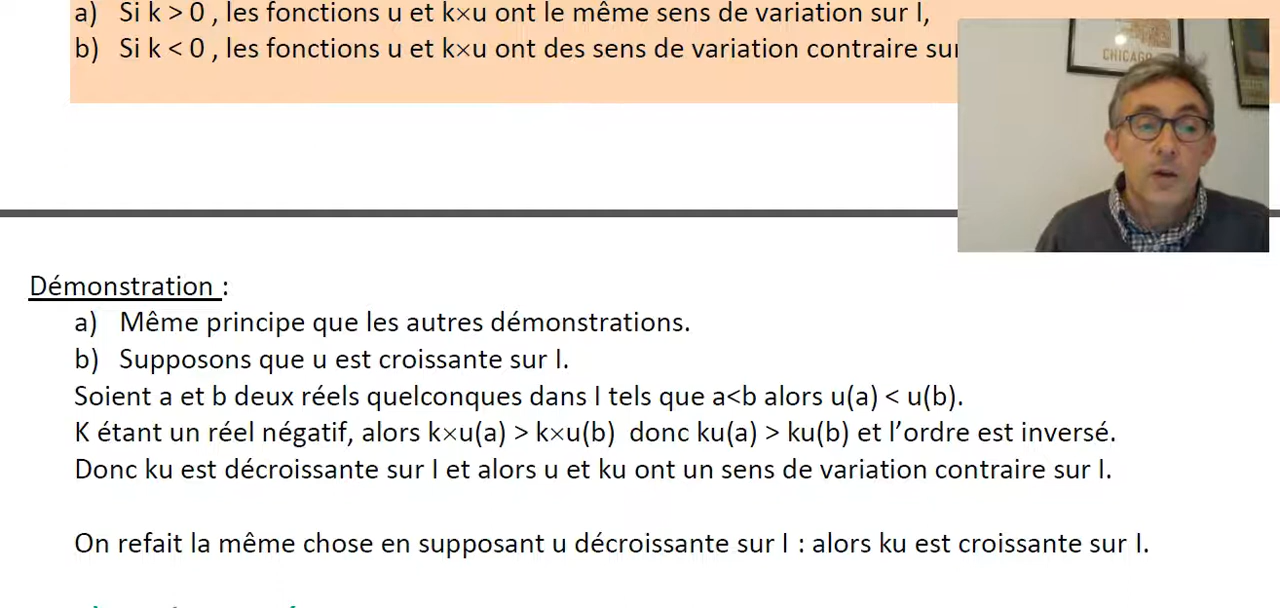 a) Si k > 0 , les fonctions u et k×u ont le même sens de variation sur I,
b) Si k < 0 , les fonctions u et k×u ont des sens de variation contraire sur
CHICAGO
Démonstration :
a) Même principe que les autres démonstrations.
b) Supposons que u est croissante sur I.
Soient a et b deux réels quelconques dans I tels que a<b alors u(a) < u(b).
K étant un réel négatif, alors k×u(a) > k×u(b) donc ku(a) > ku(b) et l’ordre est inversé.
Donc ku est décroissante sur I et alors u et ku ont un sens de variation contraire sur I.
On refait la même chose en supposant u décroissante sur I : alors ku est croissante sur I.